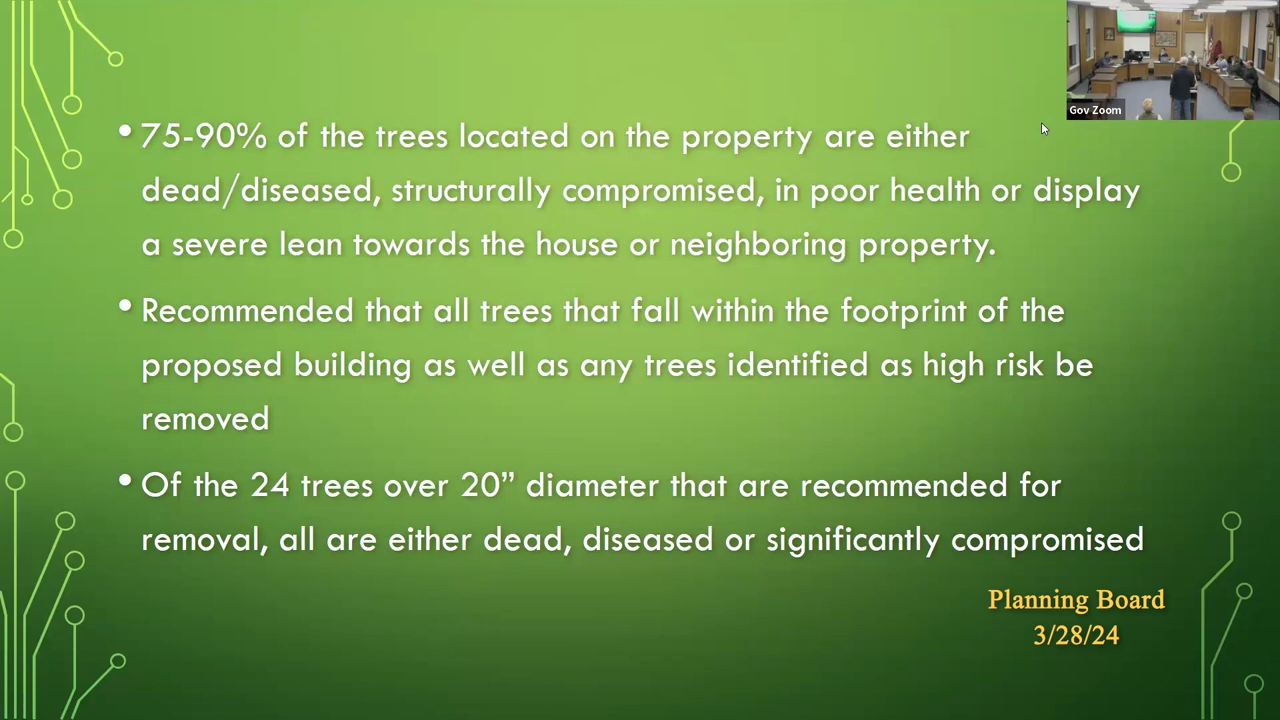 Gov Zoom
• 75-90% of the trees located on the property are either
dead/diseased, structurally compromised, in poor health or display
a severe lean towards the house or neighboring property.
• Recommended that all trees that fall within the footprint of the
proposed building as well as any trees identified as high risk be
removed
• Of the 24 trees over 20” diameter that are recommended for
removal, all are either dead, diseased or significantly compromised
Planning Board
3/28/24